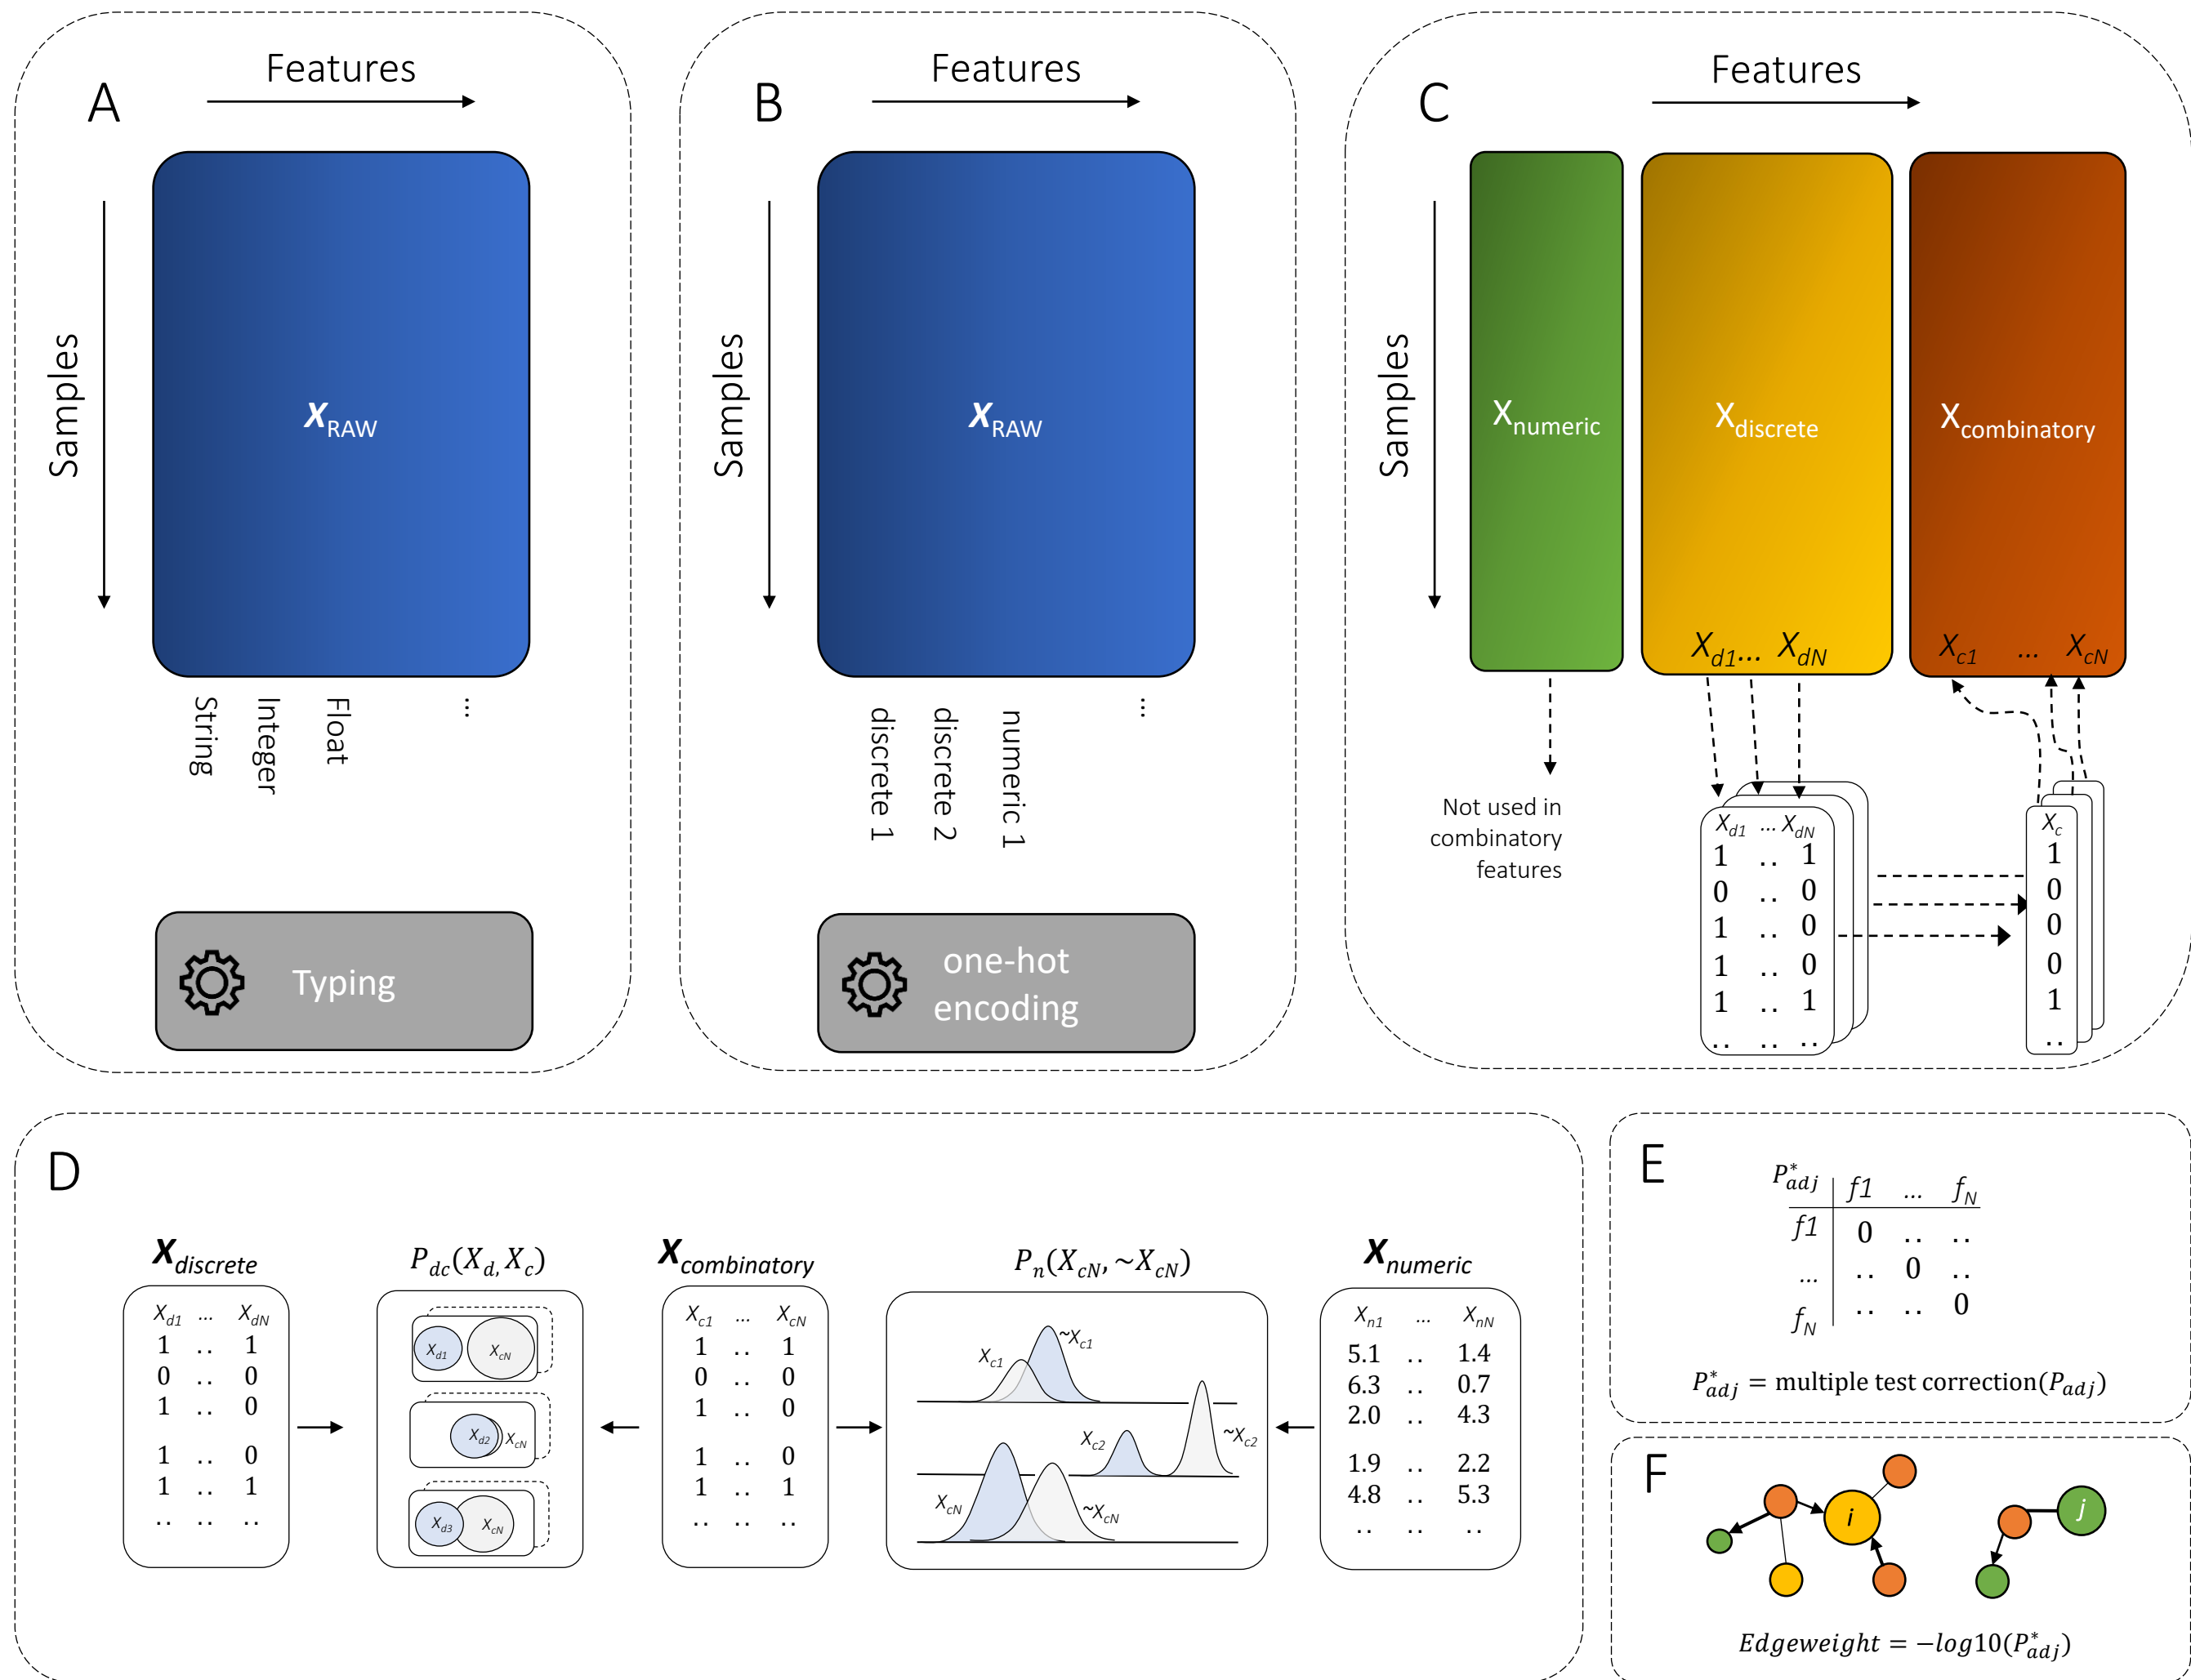 A
Features
Samples
X_RAW
String
Integer
Float
...
Typing
B
Features
Samples
X_RAW
discrete 1
discrete 2
numeric 1
...
one-hot
encoding
C
Features
Samples
X_numeric
X_discrete
X_combinatory
X_d1 ... X_dN
X_c1 ... X_cN
Not used in
combinatory
features
X_d1 ... X_dN
1 .. 1
0 .. 0
1 .. 0
1 .. 0
1 .. 1
.. .. ..
X_c
1
0
0
0
1
..
D
X_discrete
X_d1 ... X_dN
1 .. 1
0 .. 0
1 .. 0
1 .. 0
1 .. 1
.. .. ..
P_dc(X_d, X_c)
X_d1 X_cN
X_d2 X_cN
X_d3 X_cN
X_combinatory
X_c1 ... X_cN
1 .. 1
0 .. 0
1 .. 0
1 .. 0
1 .. 1
.. .. ..
P_n(X_cN, ~X_cN)
X_c1 ~X_c1
X_c2 ~X_c2
X_cN ~X_cN
X_numeric
X_n1 ... X_nN
5.1 .. 1.4
6.3 .. 0.7
2.0 .. 4.3
1.9 .. 2.2
4.8 .. 5.3
.. .. ..
E
P*_adj f1 ... f_N
f1 0 .. ..
... .. 0 ..
f_N .. .. 0
P*_adj = multiple test correction(P_adj)
F
i
j
Edgeweight = −log10(P*_adj)